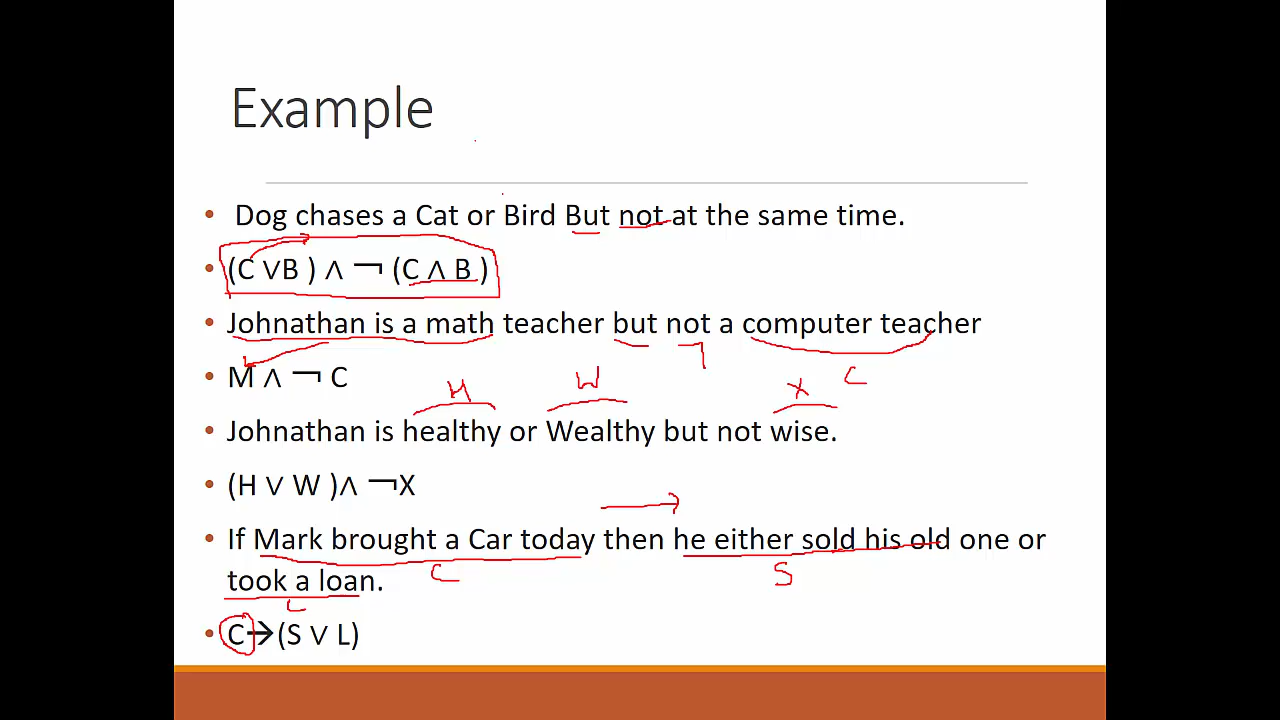 Example
• Dog chases a Cat or Bird But not at the same time.
• (C ∨B ) ∧ ¬ (C ∧ B )
• Johnathan is a math teacher but not a computer teacher
¬ C
• M ∧ ¬ C
H W X
• Johnathan is healthy or Wealthy but not wise.
• (H ∨ W )∧ ¬X
→
• If Mark brought a Car today then he either sold his old one or
C S
took a loan.
L
• C→(S ∨ L)